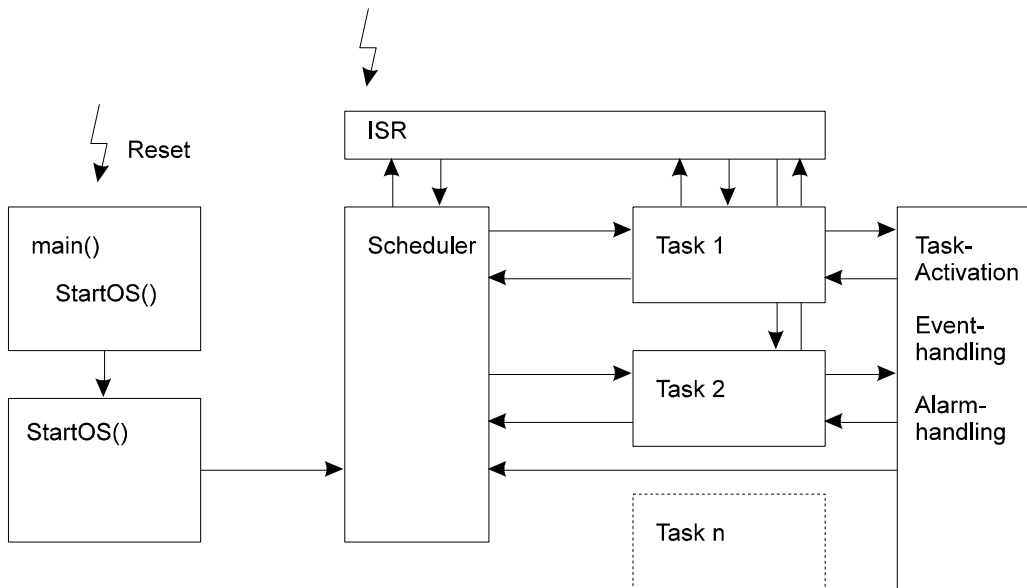 ISR
Reset
main()
StartOS()
Scheduler
Task 1
Task-
Activation
Event-
handling
Alarm-
handling
StartOS()
Task 2
Task n